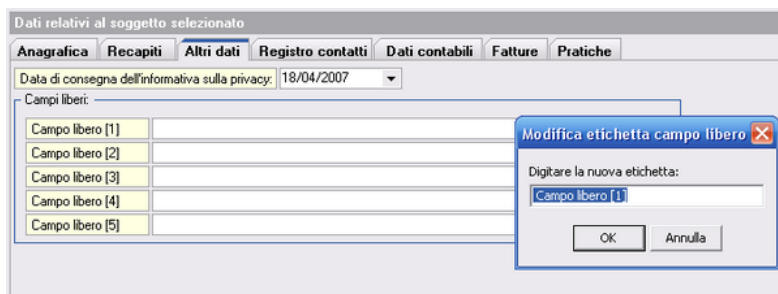 Dati relativi al soggetto selezionato
Anagrafica Recapiti Altri dati Registro contatti Dati contabili Fatture Pratiche
Data di consegna dell'informativa sulla privacy: 18/04/2007
Campi liberi:
Campo libero [1]
Campo libero [2]
Campo libero [3]
Campo libero [4]
Campo libero [5]
Modifica etichetta campo libero
Digitare la nuova etichetta:
Campo libero [1]
OK Annulla